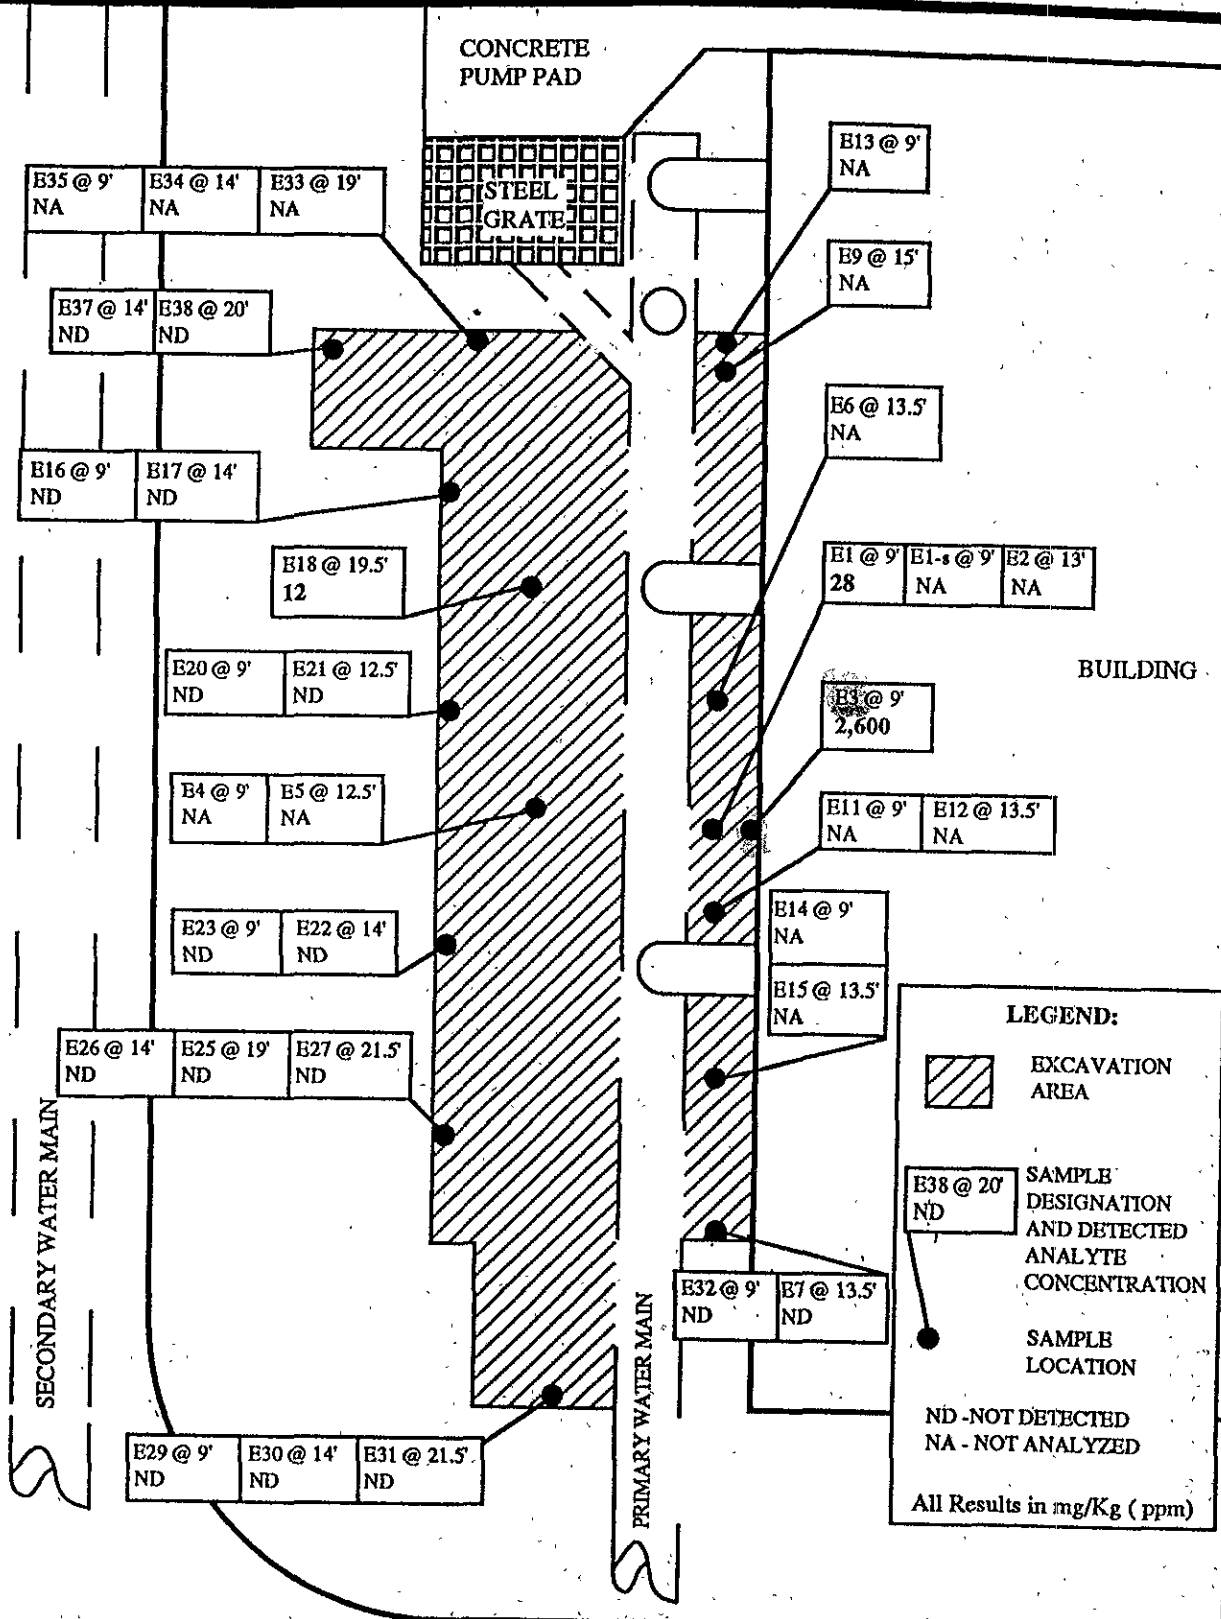 CONCRETE
PUMP PAD
STEEL
GRATE
E13 @ 9'
NA
E35 @ 9'
NA
E34 @ 14'
NA
E33 @ 19'
NA
E9 @ 15'
NA
E37 @ 14'
ND
E38 @ 20'
ND
E6 @ 13.5'
NA
E16 @ 9'
ND
E17 @ 14'
ND
E18 @ 19.5'
12
E1 @ 9'
28
E1-s @ 9'
NA
E2 @ 13'
NA
BUILDING
E20 @ 9'
ND
E21 @ 12.5'
ND
E3 @ 9'
2,600
E4 @ 9'
NA
E5 @ 12.5'
NA
E11 @ 9'
NA
E12 @ 13.5'
NA
E23 @ 9'
ND
E22 @ 14'
ND
E14 @ 9'
NA
E15 @ 13.5'
NA
E26 @ 14'
ND
E25 @ 19'
ND
E27 @ 21.5'
ND
E32 @ 9'
ND
E7 @ 13.5'
ND
E29 @ 9'
ND
E30 @ 14'
ND
E31 @ 21.5'
ND
SECONDARY WATER MAIN
PRIMARY WATER MAIN
LEGEND:
EXCAVATION
AREA
E38 @ 20'
ND
SAMPLE
DESIGNATION
AND DETECTED
ANALYTE
CONCENTRATION
SAMPLE
LOCATION
ND -NOT DETECTED
NA - NOT ANALYZED
All Results in mg/Kg ( ppm)